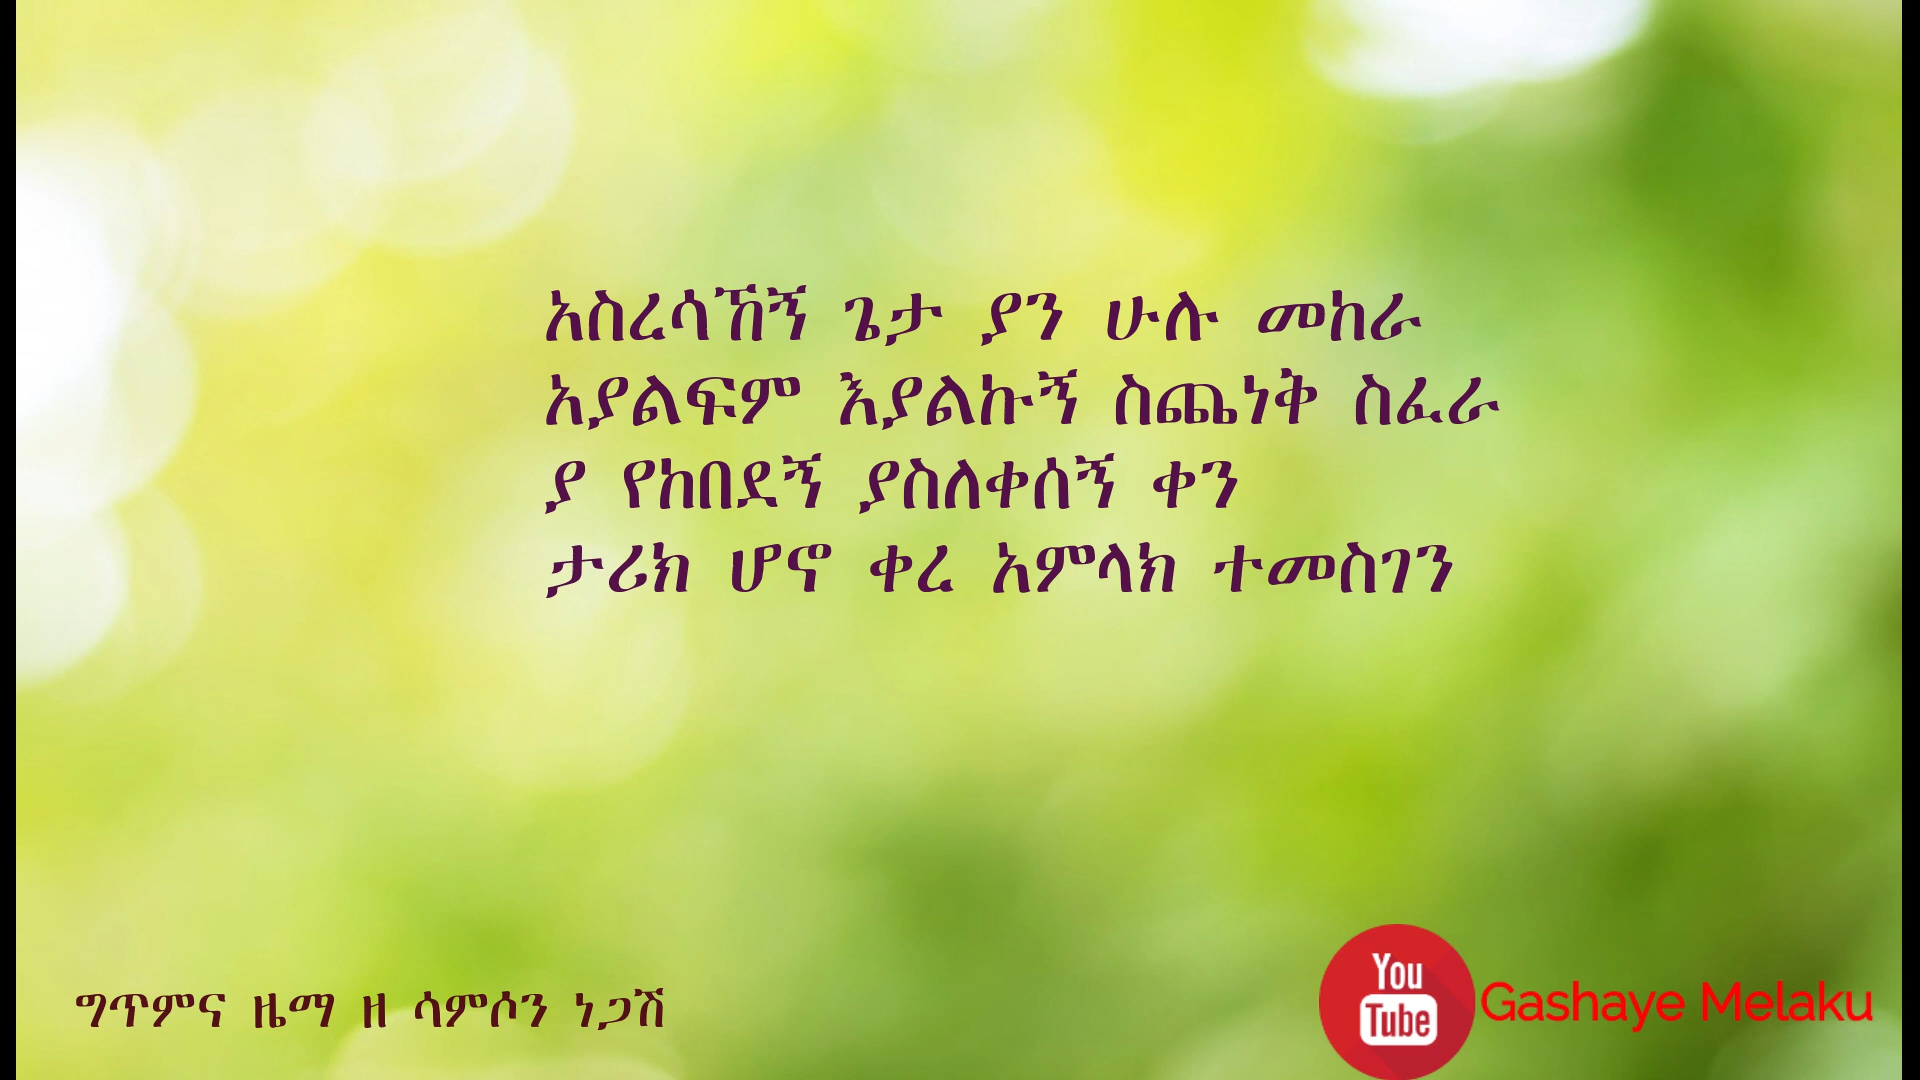 አስረሳኸኝ ጌታ ያን ሁሉ መከራ
አያልፍም እያልኩኝ ስጨነቅ ስፈራ
ያ የከበደኝ ያስለቀሰኝ ቀን
ታሪክ ሆኖ ቀረ አምላክ ተመስገን
ግጥምና ዜማ ዘ ሳምሶን ነጋሽ
You
Tube
Gashaye Melaku